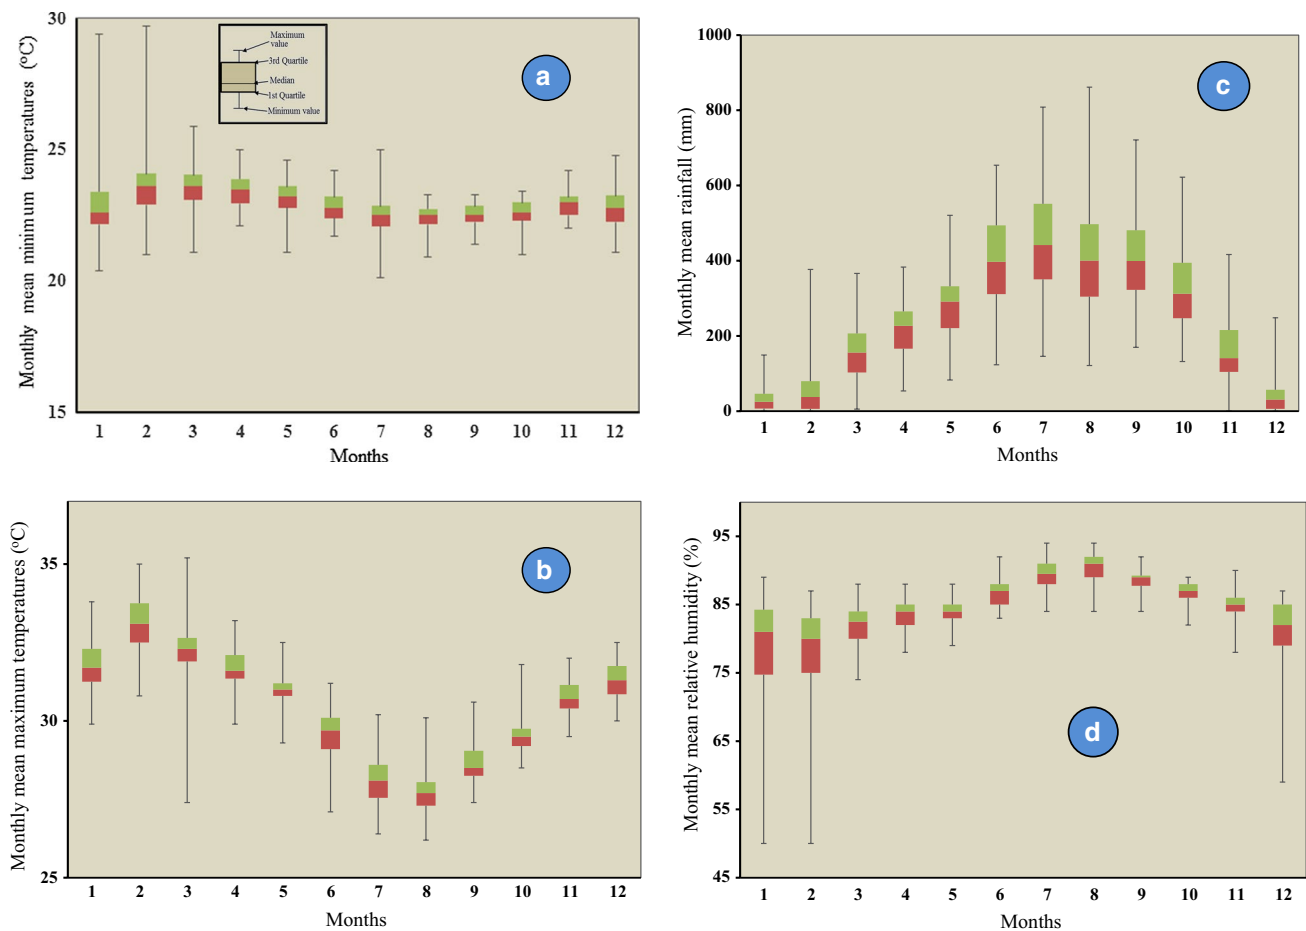 Monthly mean minimum temperatures (°C)
30
25
20
15
Maximum
value
3rd Quartile
Median
1st Quartile
Minimum value
a
1 2 3 4 5 6 7 8 9 10 11 12
Months
Monthly mean maximum temperatures (°C)
35
30
25
b
1 2 3 4 5 6 7 8 9 10 11 12
Months
Monthly mean rainfall (mm)
1000
800
600
400
200
0
c
1 2 3 4 5 6 7 8 9 10 11 12
Months
Monthly mean relative humidity (%)
95
85
75
65
55
45
d
1 2 3 4 5 6 7 8 9 10 11 12
Months